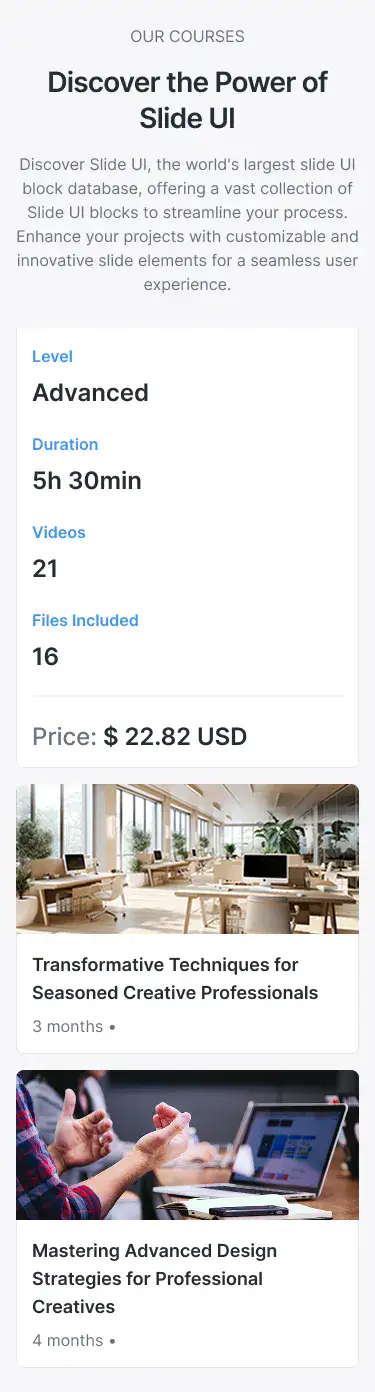 OUR COURSES
Discover the Power of
Slide UI
Discover Slide UI, the world's largest slide UI
block database, offering a vast collection of
Slide UI blocks to streamline your process.
Enhance your projects with customizable and
innovative slide elements for a seamless user
experience.
Level
Advanced
Duration
5h 30min
Videos
21
Files Included
16
Price: $ 22.82 USD
Transformative Techniques for
Seasoned Creative Professionals
3 months •
Mastering Advanced Design
Strategies for Professional
Creatives
4 months •